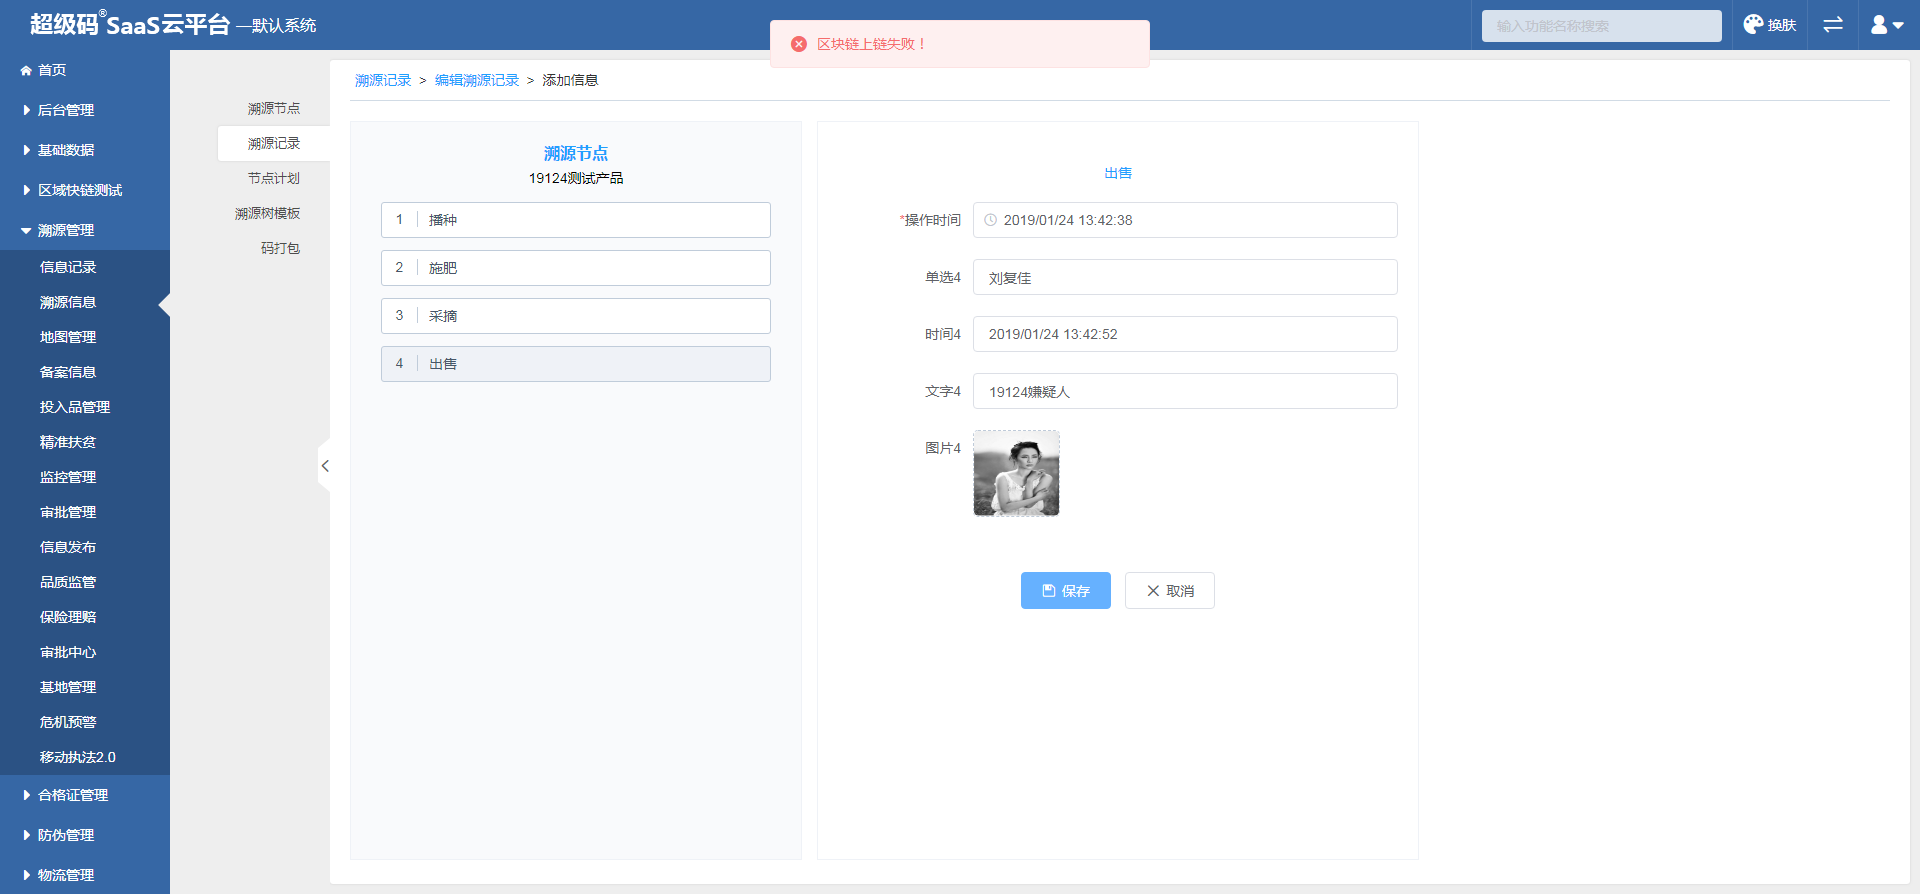 超级码®SaaS云平台 —默认系统
区块链上链失败！
输入功能名称搜索
换肤
首页
后台管理
基础数据
区域快链测试
溯源管理
信息记录
溯源信息
地图管理
备案信息
投入品管理
精准扶贫
监控管理
审批管理
信息发布
品质监管
保险理赔
审批中心
基地管理
危机预警
移动执法2.0
合格证管理
防伪管理
物流管理
溯源节点
溯源记录
节点计划
溯源树模板
码打包
溯源记录 > 编辑溯源记录 > 添加信息
溯源节点
19124测试产品
1 播种
2 施肥
3 采摘
4 出售
出售
*操作时间 2019/01/24 13:42:38
单选4 刘复佳
时间4 2019/01/24 13:42:52
文字4 19124嫌疑人
图片4
保存 取消